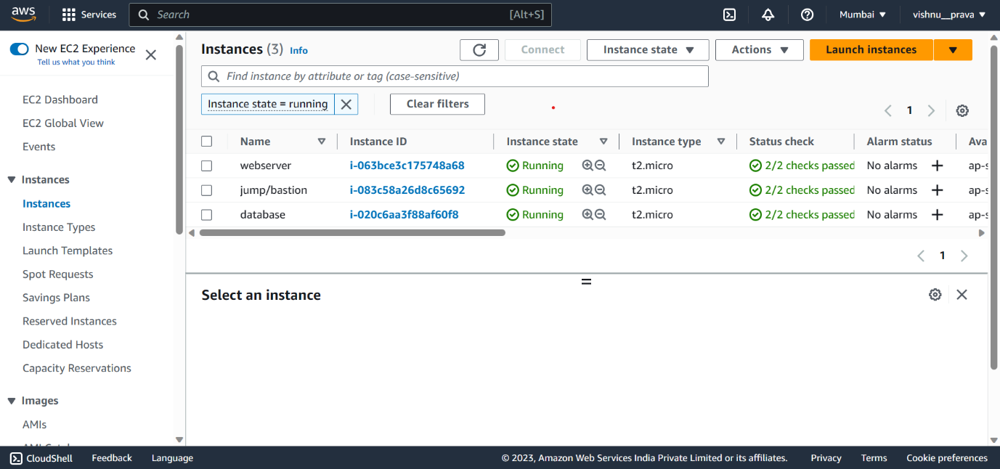 aws Services Search [Alt+S] Mumbai vishnu__prava
New EC2 Experience
Tell us what you think
EC2 Dashboard
EC2 Global View
Events
Instances
Instances
Instance Types
Launch Templates
Spot Requests
Savings Plans
Reserved Instances
Dedicated Hosts
Capacity Reservations
Images
AMIs
Instances (3) Info Connect Instance state Actions Launch instances
Find instance by attribute or tag (case-sensitive)
Instance state = running Clear filters
1
Name Instance ID Instance state Instance type Status check Alarm status Ava
webserver i-063bce3c175748a68 Running t2.micro 2/2 checks passed No alarms ap-s
jump/bastion i-083c58a26d8c65692 Running t2.micro 2/2 checks passed No alarms ap-s
database i-020c6aa3f88af60f8 Running t2.micro 2/2 checks passed No alarms ap-s
1
Select an instance
CloudShell Feedback Language © 2023, Amazon Web Services India Private Limited or its affiliates. Privacy Terms Cookie preferences